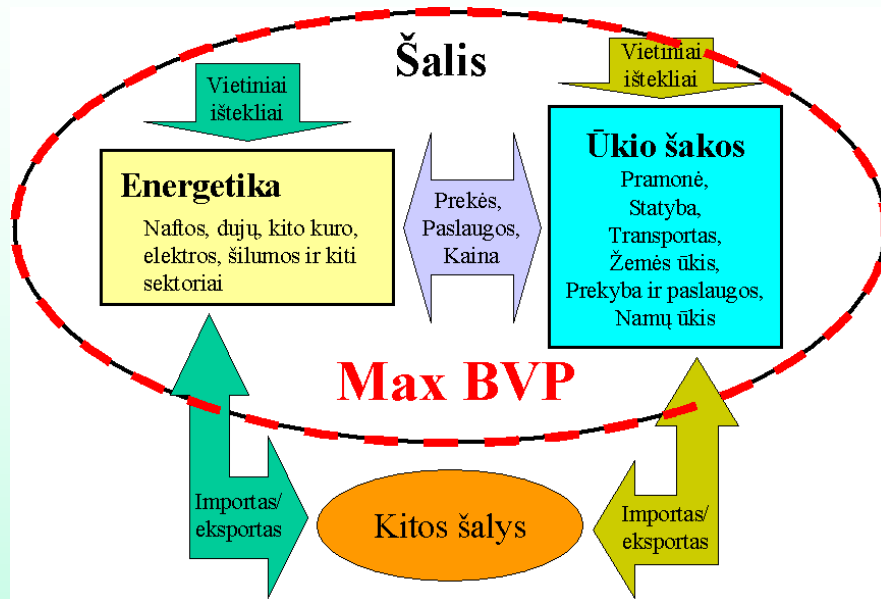 Šalis
Vietiniai
ištekliai
Vietiniai
ištekliai
Energetika
Naftos, dujų, kito kuro,
elektros, šilumos ir kiti
sektoriai
Prekės,
Paslaugos,
Kaina
Ūkio šakos
Pramonė,
Statyba,
Transportas,
Žemės ūkis,
Prekyba ir paslaugos,
Namų ūkis
Max BVP
Importas/
eksportas
Kitos šalys
Importas/
eksportas